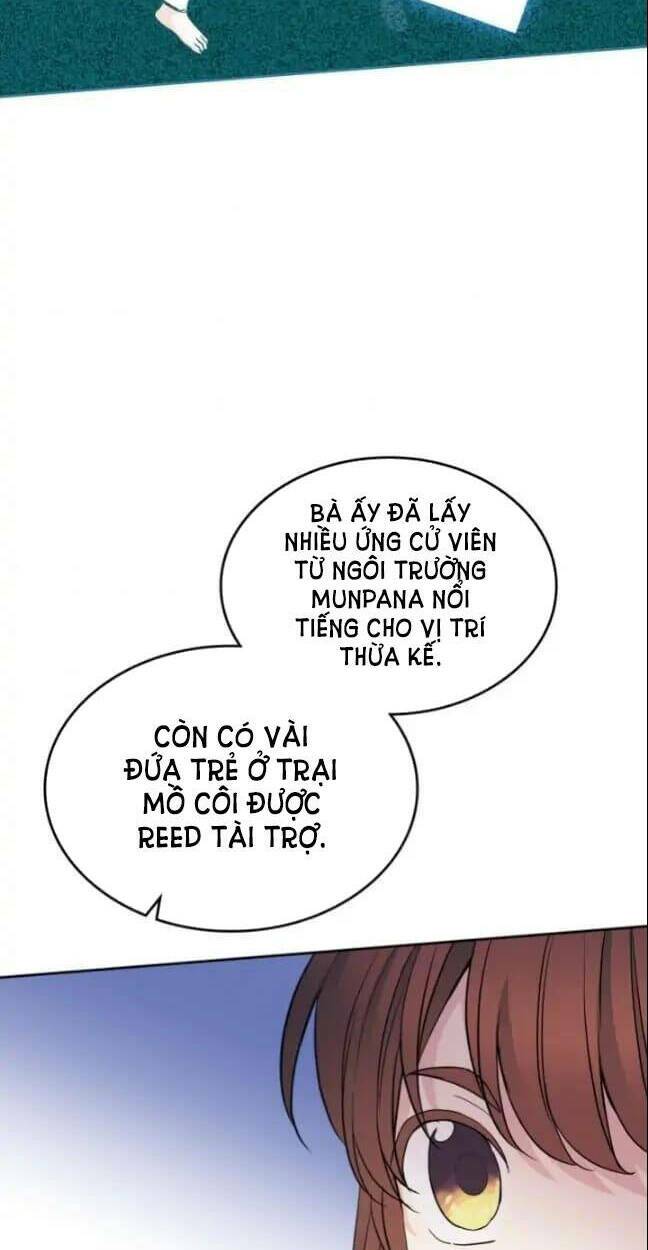 BÀ ẤY ĐÃ LẤY
NHIỀU ỨNG CỬ VIÊN
TỪ NGÔI TRƯỜNG
MUNPANA NỔI
TIẾNG CHO VỊ TRÍ
THỪA KẾ.
CÒN CÓ VÀI
ĐỨA TRẺ Ở TRẠI
MỒ CÔI ĐƯỢC
REED TÀI TRỢ.